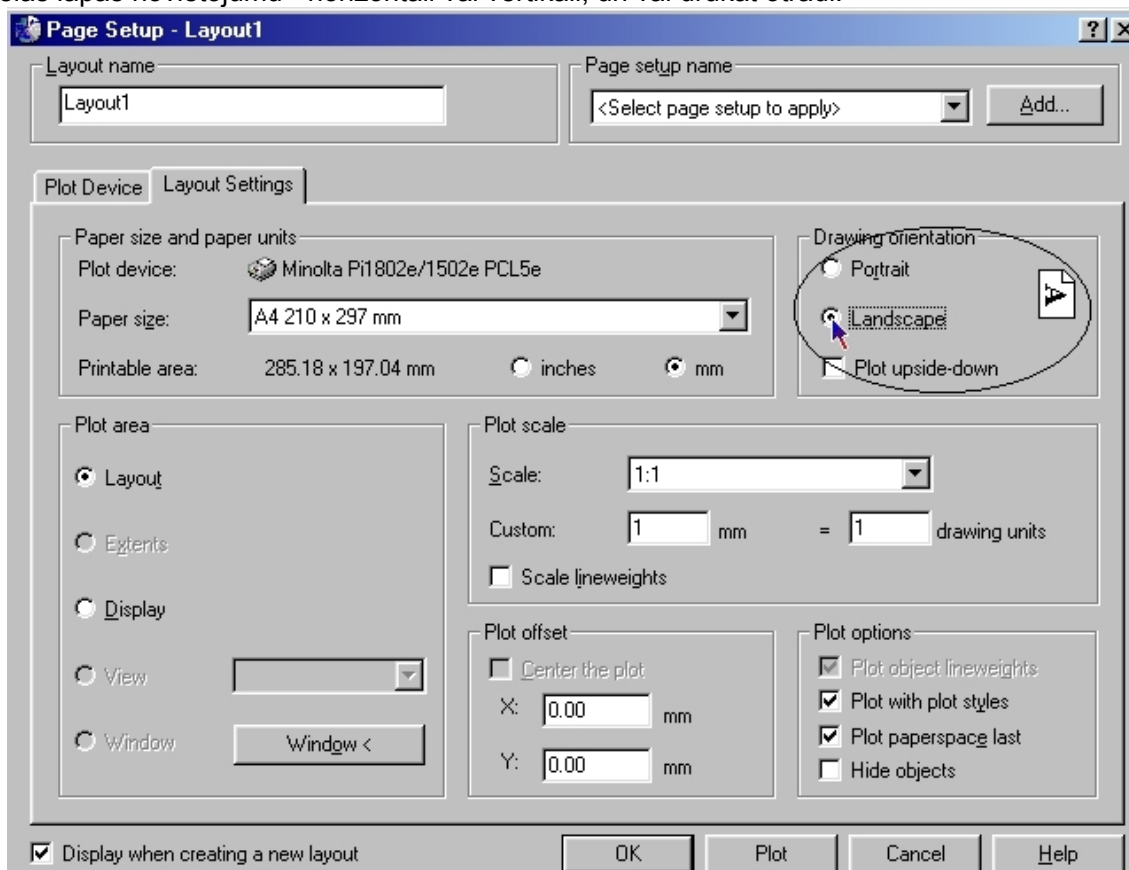 Page Setup - Layout1
Layout name
Layout1
Page setup name
<Select page setup to apply>
Add...
Plot Device
Layout Settings
Paper size and paper units
Plot device: Minolta Pi1802e/1502e PCL5e
Paper size: A4 210 x 297 mm
Printable area: 285.18 x 197.04 mm inches mm
Drawing orientation
Portrait
A
Landscape
Plot upside-down
Plot area
Layout
Extents
Display
View
Window
Window <
Plot scale
Scale: 1:1
Custom: 1 mm = 1 drawing units
Scale lineweights
Plot offset
Center the plot
X: 0.00 mm
Y: 0.00 mm
Plot options
Plot object lineweights
Plot with plot styles
Plot paperspace last
Hide objects
Display when creating a new layout
OK
Plot
Cancel
Help